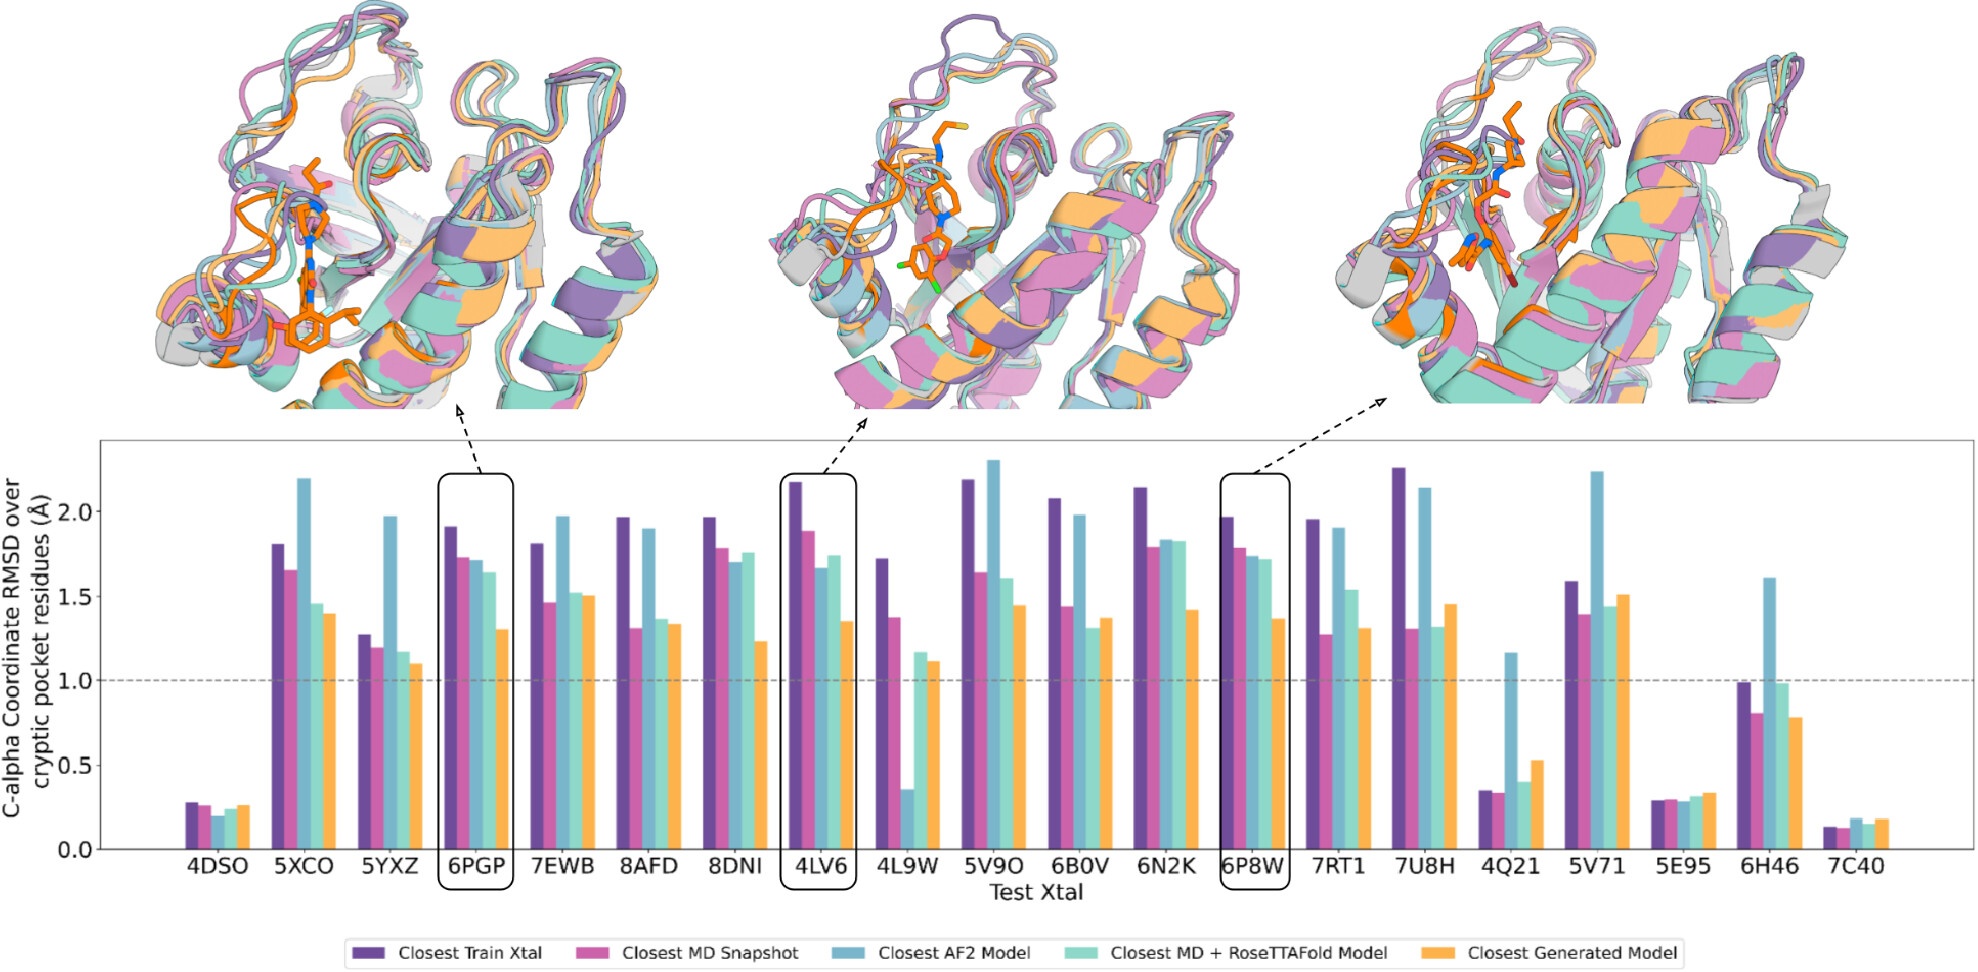 C-alpha Coordinate RMSD over
cryptic pocket residues (Å)
2.0
1.5
1.0
0.5
0.0
4DSO 5XCO 5YXZ 6PGP 7EWB 8AFD 8DNI 4LV6 4L9W 5V9O 6B0V 6N2K 6P8W 7RT1 7U8H 4Q21 5V71 5E95 6H46 7C40
Test Xtal
Closest Train Xtal Closest MD Snapshot Closest AF2 Model Closest MD + RoseTTAFold Model Closest Generated Model